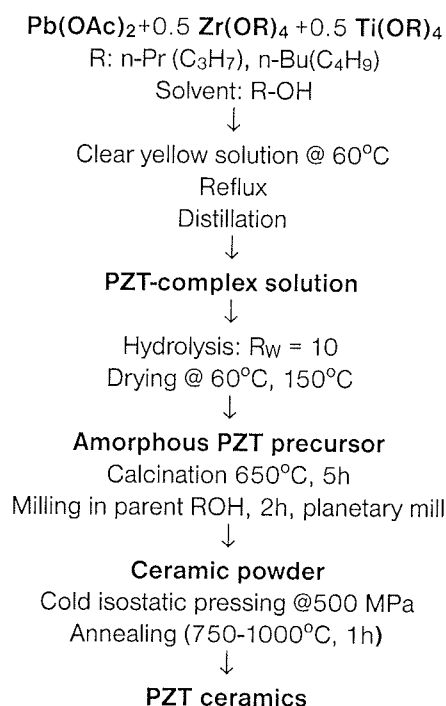 Pb(OAc)₂+0.5 Zr(OR)₄ +0.5 Ti(OR)₄
R: n-Pr (C₃H₇), n-Bu(C₄H₉)
Solvent: R-OH
↓
Clear yellow solution @ 60°C
Reflux
Distillation
↓
PZT-complex solution
↓
Hydrolysis: Rw = 10
Drying @ 60°C, 150°C
↓
Amorphous PZT precursor
Calcination 650°C, 5h
Milling in parent ROH, 2h, planetary mill
↓
Ceramic powder
Cold isostatic pressing @500 MPa
Annealing (750-1000°C, 1h)
↓
PZT ceramics